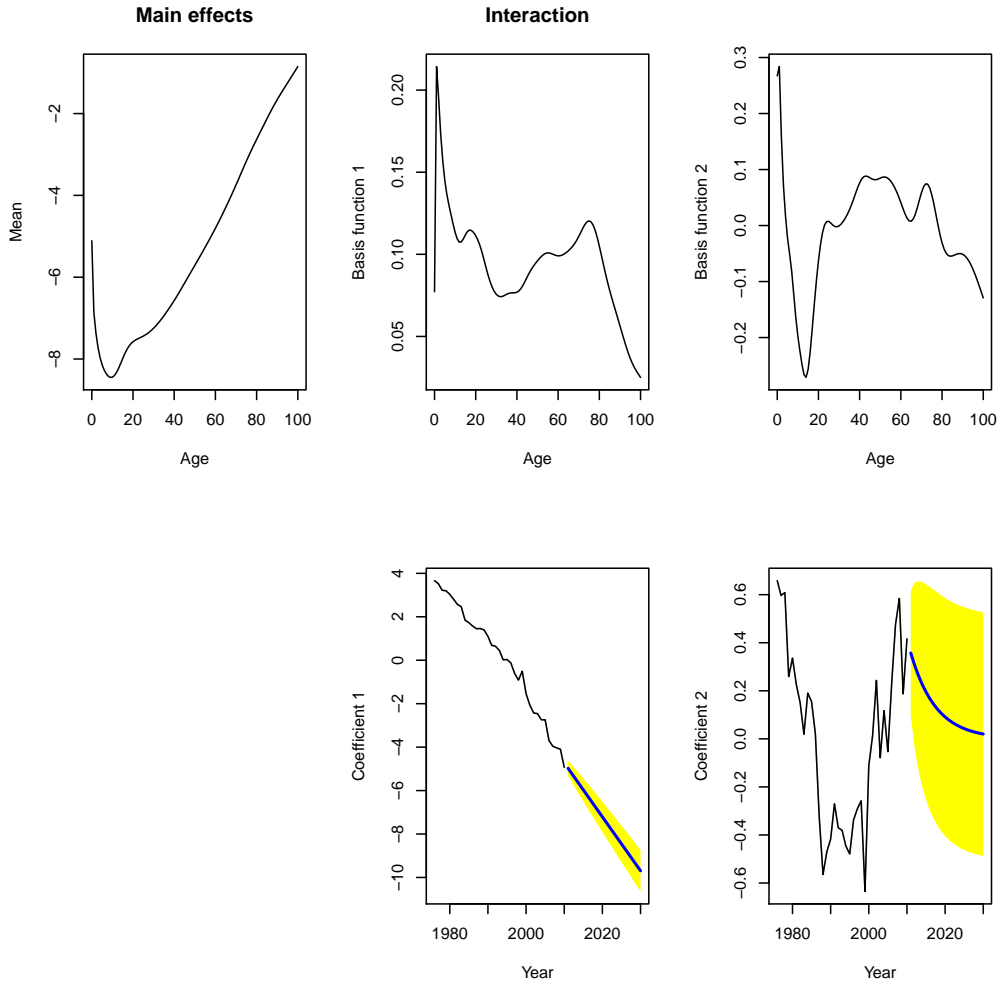 Main effects
Interaction
Mean
−8 −6 −4 −2
0 20 40 60 80 100
Age
Basis function 1
0.05 0.10 0.15 0.20
0 20 40 60 80 100
Age
Basis function 2
−0.2 −0.1 0.0 0.1 0.2 0.3
0 20 40 60 80 100
Age
Coefficient 1
−10 −8 −6 −4 −2 0 2 4
1980 2000 2020
Year
Coefficient 2
−0.6 −0.4 −0.2 0.0 0.2 0.4 0.6
1980 2000 2020
Year